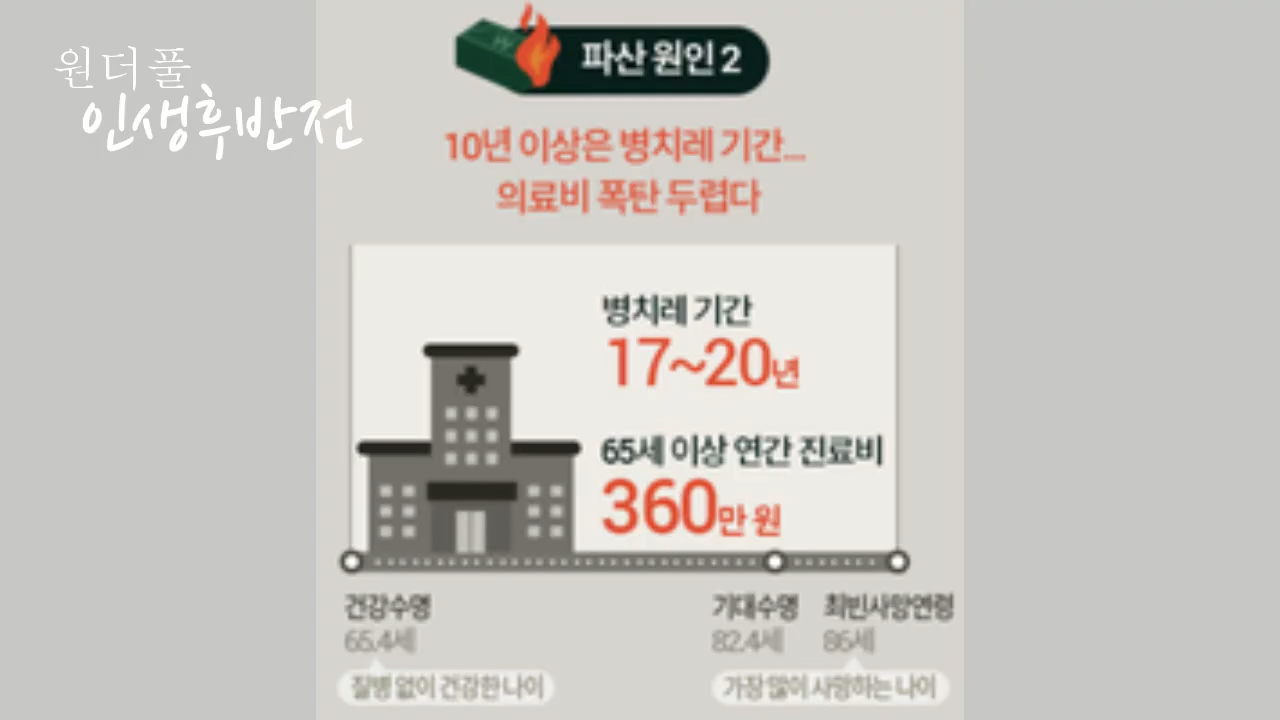 원더풀
인생후반전
파산 원인 2
10년 이상은 병치레 기간...
의료비 폭탄 두렵다
병치레 기간
17~20년
65세 이상 연간 진료비
360만 원
건강수명
65.4세
질병 없이 건강한 나이
기대수명
82.4세
최빈사망연령
86세
가장 많이 사망하는 나이